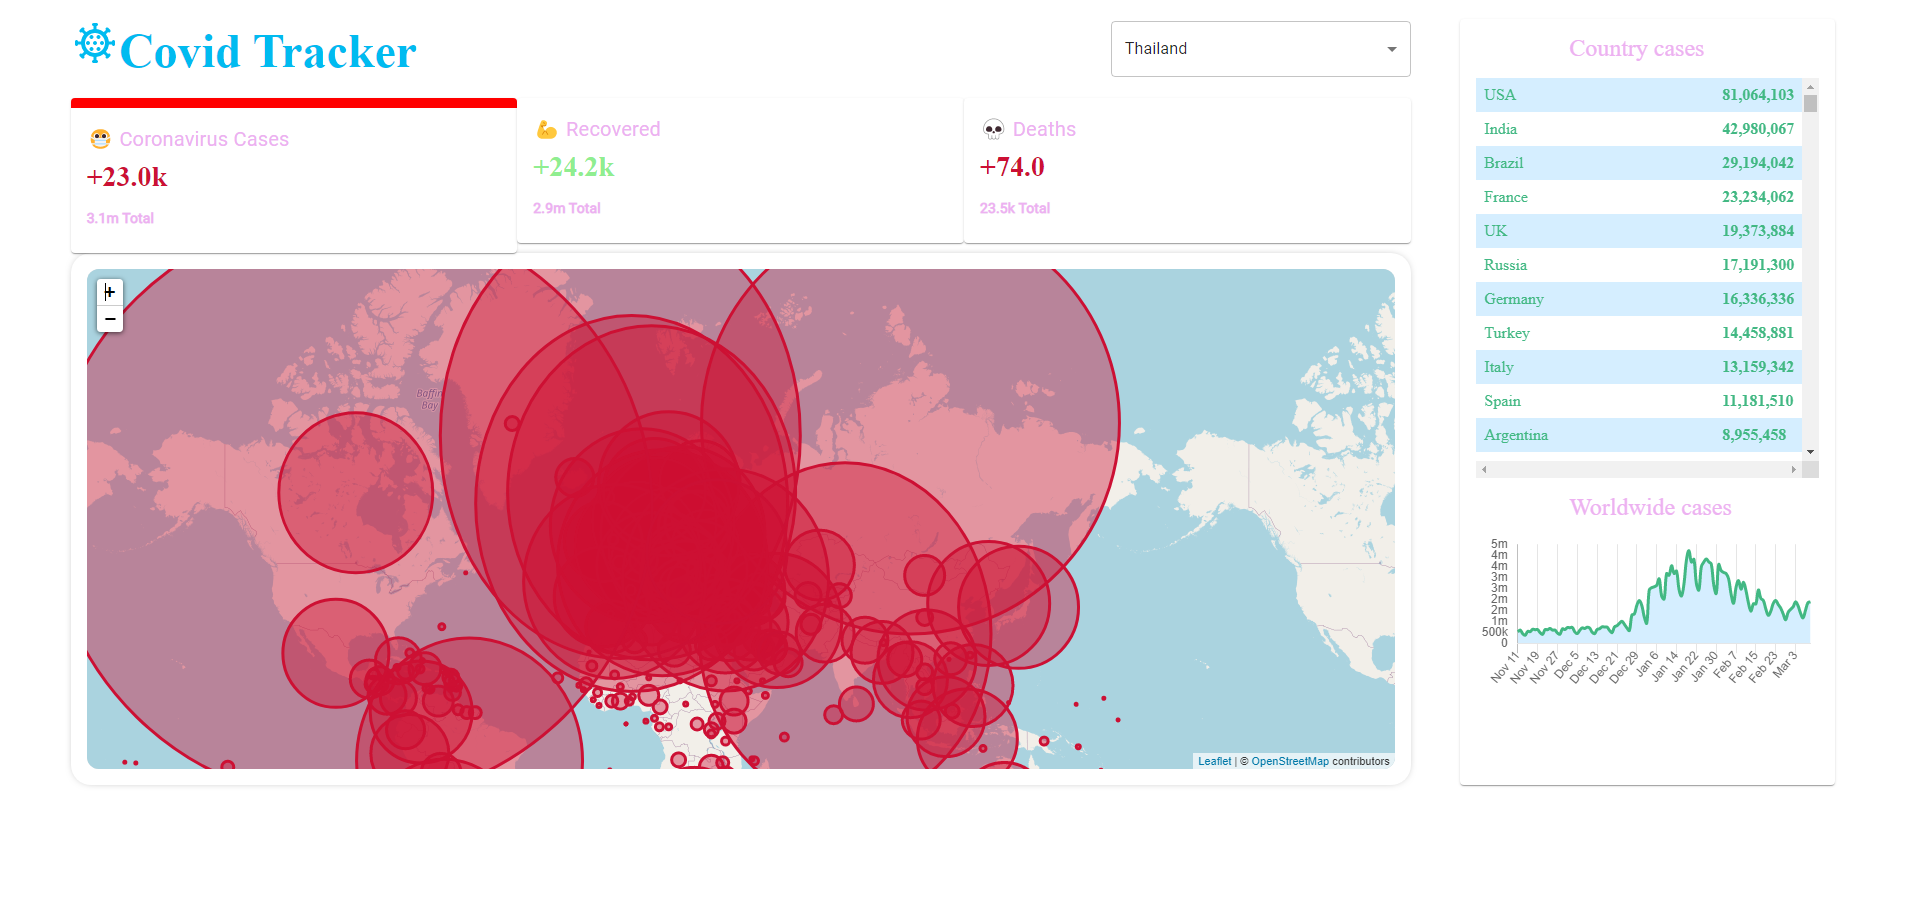 Covid Tracker
Thailand
Coronavirus Cases
+23.0k
3.1m Total
Recovered
+24.2k
2.9m Total
Deaths
+74.0
23.5k Total
+
−
Baffin
Bay
Leaflet | © OpenStreetMap contributors
Country cases
USA 81,064,103
India 42,980,067
Brazil 29,194,042
France 23,234,062
UK 19,373,884
Russia 17,191,300
Germany 16,336,336
Turkey 14,458,881
Italy 13,159,342
Spain 11,181,510
Argentina 8,955,458
Worldwide cases
5m
4m
4m
3m
3m
2m
2m
1m
500k
0
Nov 11 Nov 19 Nov 27 Dec 5 Dec 13 Dec 21 Dec 29 Jan 6 Jan 14 Jan 22 Jan 30 Feb 7 Feb 15 Feb 23 Mar 3